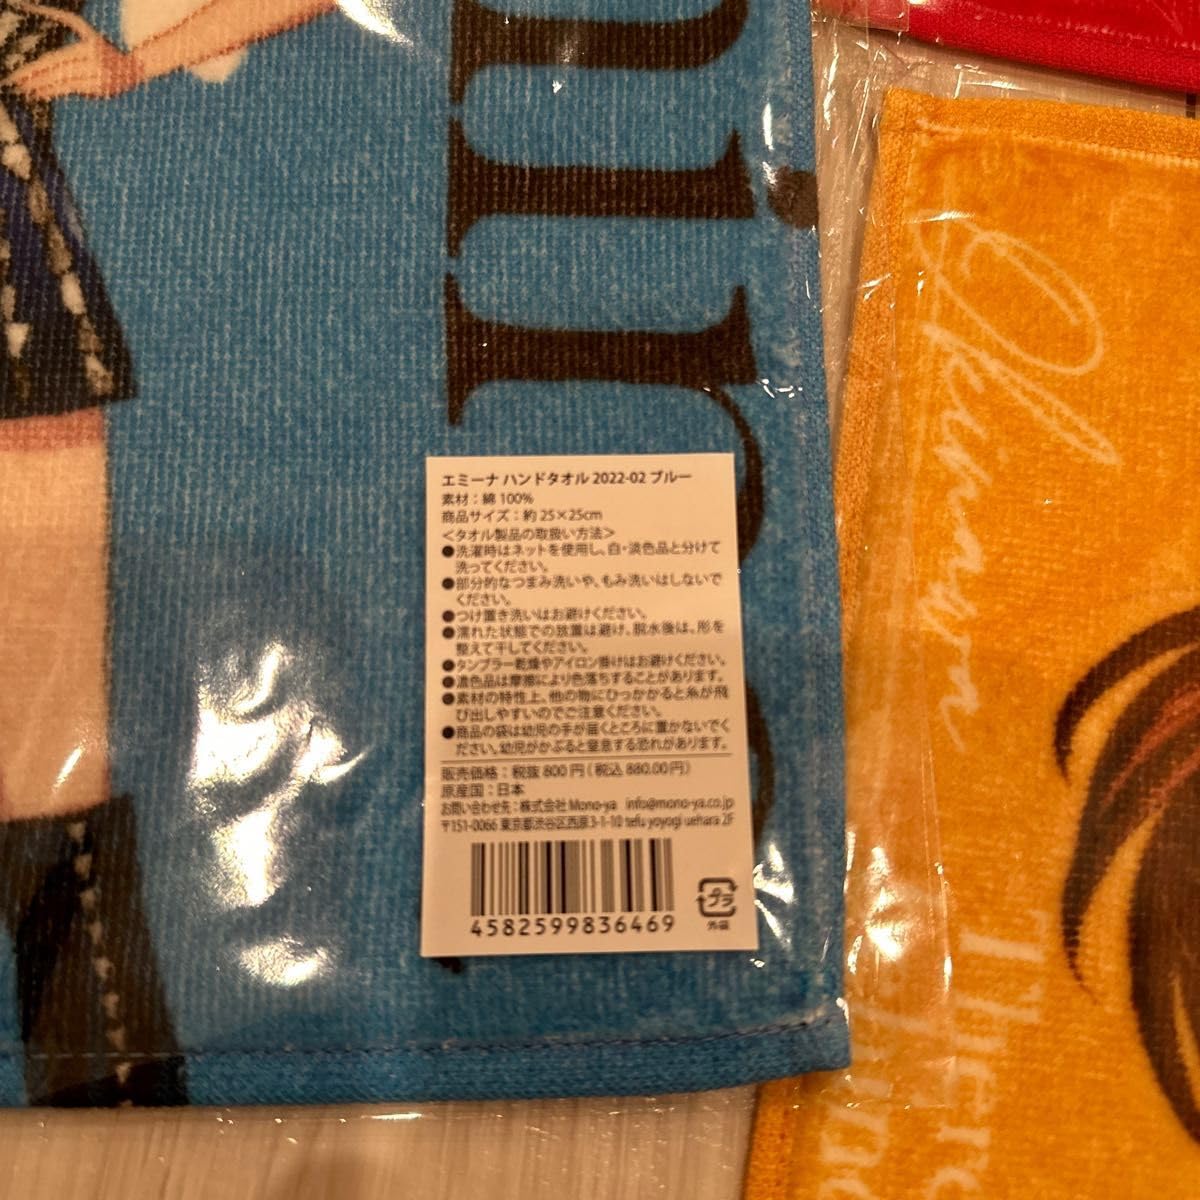 エミーナ ハンドタオル 2022-02 ブルー
素材：綿 100%
商品サイズ：約 25×25cm
＜タオル製品の取扱い方法＞
●洗濯時はネットを使用し、白・淡色品と分けて
洗ってください。
●部分的なつまみ洗いや、もみ洗いはしないで
ください。
●つけ置き洗いはお避けください。
●濡れた状態での放置は避け、脱水後は、形を
整えて干してください。
●タンブラー乾燥やアイロン掛けはお避けください。
●濃色品は摩擦により色落ちすることがあります。
●素材の特性上、他の物にひっかかると糸が飛
び出しやすいのでご注意ください。
●商品の袋は幼児の手が届くところに置かないでく
ださい。幼児がかぶると窒息する恐れがあります。
販売価格：税抜 800 円（税込 880.00円）
原産国：日本
お問い合わせ先：株式会社 Mono-ya info@mono-ya.co.jp
〒151-0066 東京都渋谷区西原3-1-10 tefu yoyogi uehara 2F
4582599836469
プラ
外袋